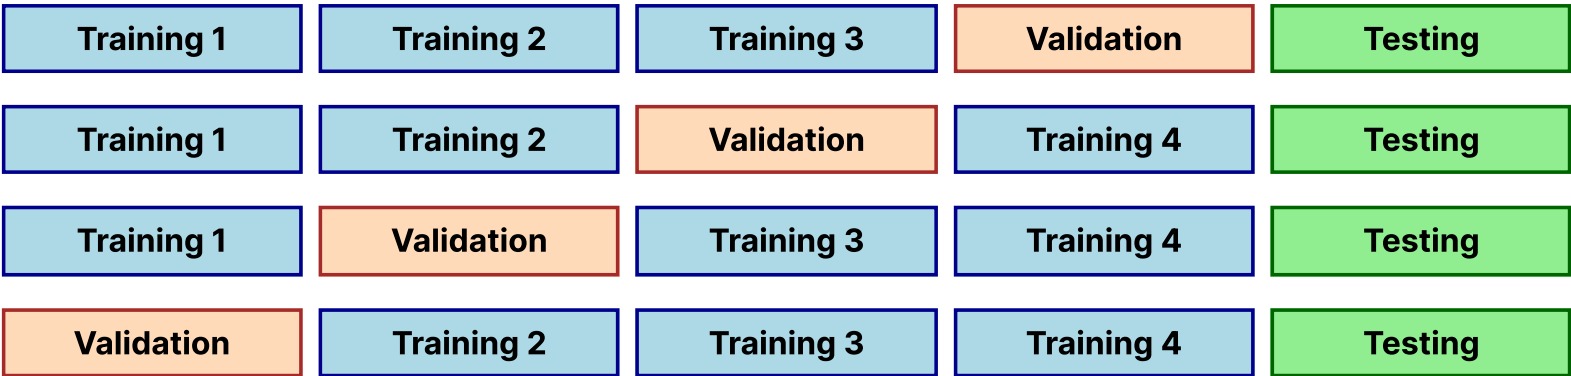 Training 1 Training 2 Training 3 Validation Testing
Training 1 Training 2 Validation Training 4 Testing
Training 1 Validation Training 3 Training 4 Testing
Validation Training 2 Training 3 Training 4 Testing